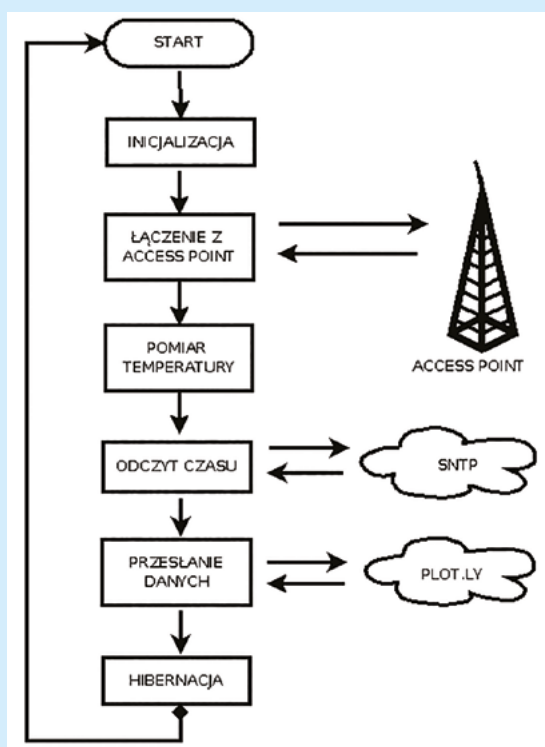 START
INICJALIZACJA
ŁĄCZENIE Z
ACCESS POINT
ACCESS POINT
POMIAR
TEMPERATURY
ODCZYT CZASU
SNTP
PRZESŁANIE
DANYCH
PLOT.LY
HIBERNACJA